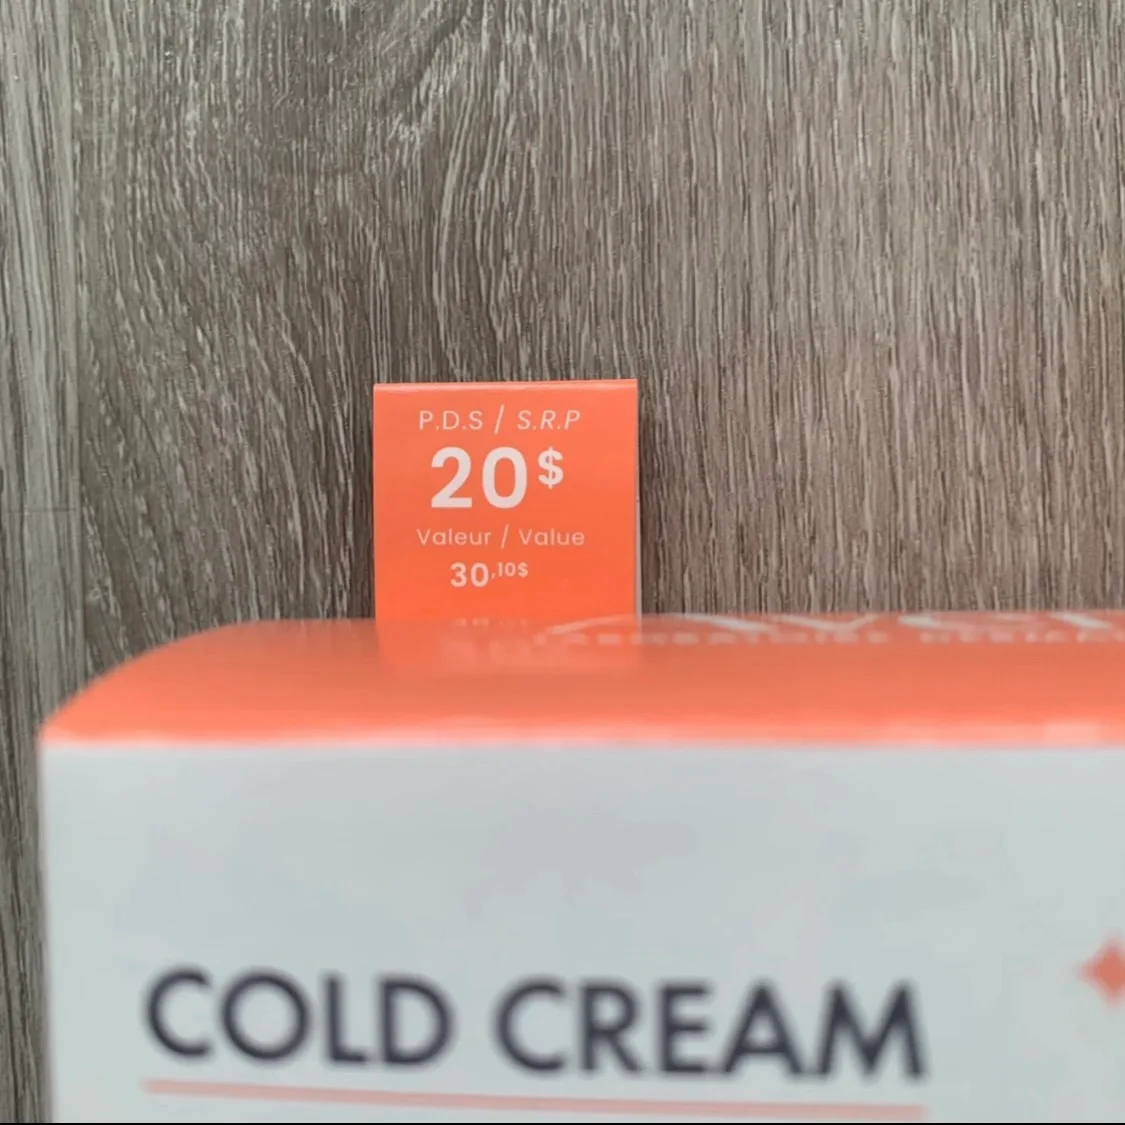 P.D.S / S.R.P
20$
Valeur / Value
30,10$
COLD CREAM